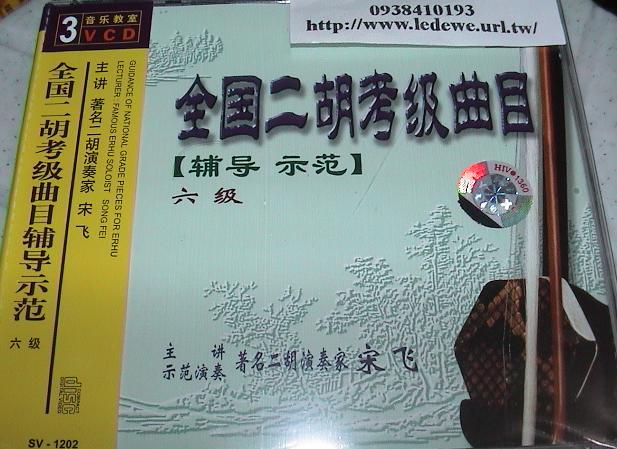 0938410193
http://www.ledewe.url.tw/
3
音乐教室
VCD
全国二胡考级曲目辅导示范
六级
主讲 著名二胡演奏家 宋飞
GUIDANCE OF NATIONAL GRADE PIECES FOR ERHU
LECTURER : FAMOUS ERHU SOLOIST SONG FEI
COMPACT
disc
DIGITAL VIDEO
SV - 1202
全国二胡考级曲目
【辅导 示范】
六级
HIV 1360
主讲
示范演奏
著名二胡演奏家 宋飞